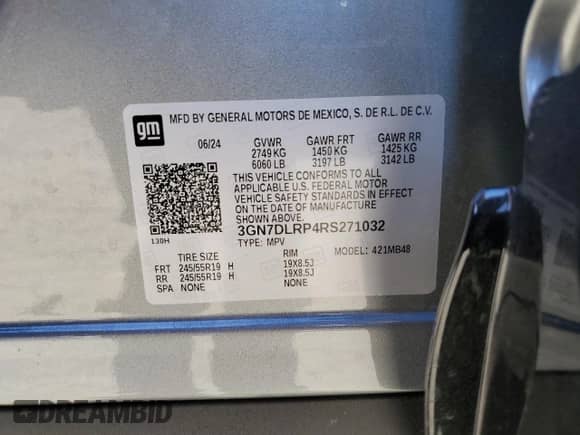 gm
MFD BY GENERAL MOTORS DE MEXICO, S. DE R.L. DE C.V.
06/24 GVWR GAWR FRT GAWR RR
2749 KG 1450 KG 1425 KG
6060 LB 3197 LB 3142 LB
THIS VEHICLE CONFORMS TO ALL
APPLICABLE U.S. FEDERAL MOTOR
VEHICLE SAFETY STANDARDS IN EFFECT
ON THE DATE OF MANUFACTURE
SHOWN ABOVE.
3GN7DLRP4RS271032
130H TYPE: MPV MODEL: 421MB48
TIRE SIZE RIM
FRT 245/55R19 H 19X8.5J
RR 245/55R19 H 19X8.5J
SPA NONE NONE
DREAMBID